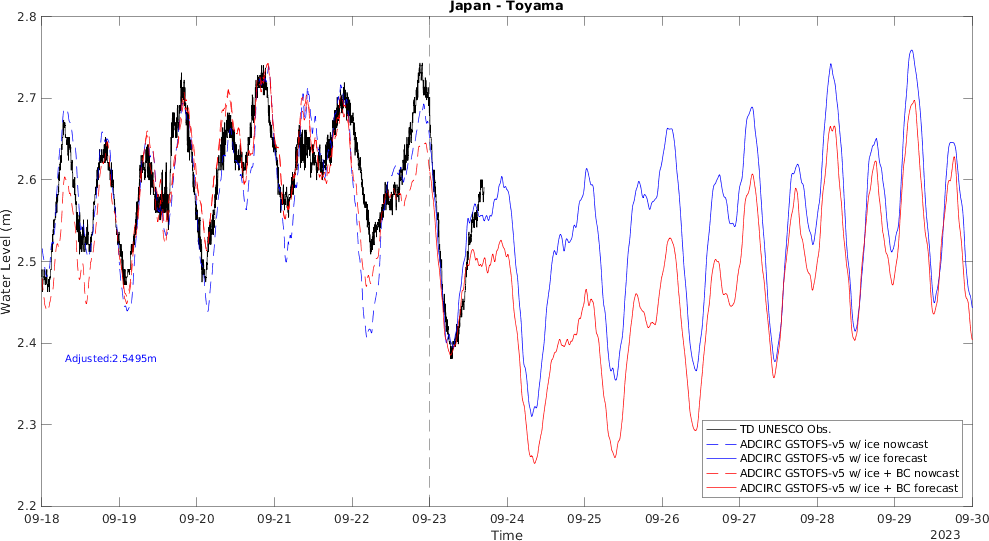 Japan - Toyama
2.8
2.7
2.6
2.5
2.4
2.3
2.2
Water Level (m)
Adjusted:2.5495m
TD UNESCO Obs.
ADCIRC GSTOFS-v5 w/ ice nowcast
ADCIRC GSTOFS-v5 w/ ice forecast
ADCIRC GSTOFS-v5 w/ ice + BC nowcast
ADCIRC GSTOFS-v5 w/ ice + BC forecast
09-18 09-19 09-20 09-21 09-22 09-23 09-24 09-25 09-26 09-27 09-28 09-29 09-30
Time
2023